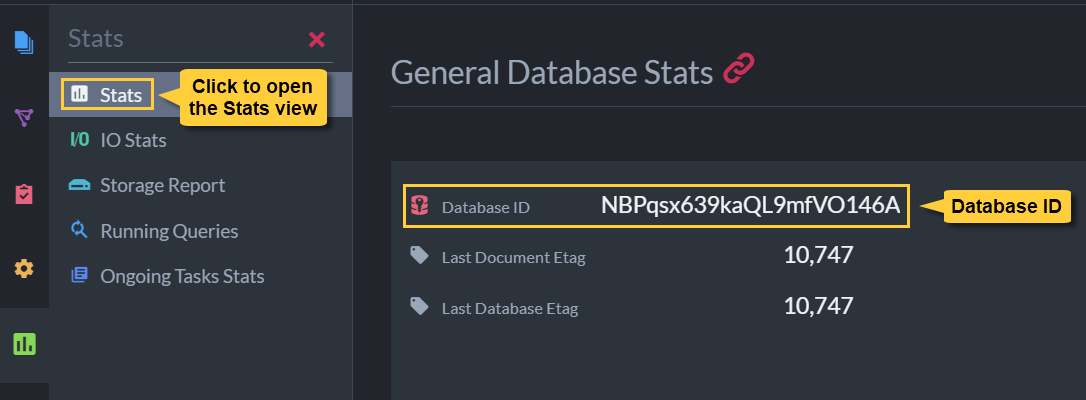 Stats
Stats
Click to open
the Stats view
I/O IO Stats
Storage Report
Running Queries
Ongoing Tasks Stats
General Database Stats
Database ID NBPqsx639kaQL9mfVO146A
Database ID
Last Document Etag 10,747
Last Database Etag 10,747